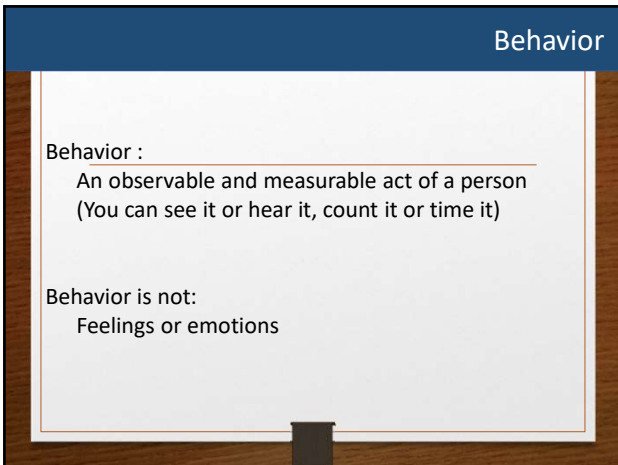 Behavior
Behavior :
An observable and measurable act of a person
(You can see it or hear it, count it or time it)
Behavior is not:
Feelings or emotions